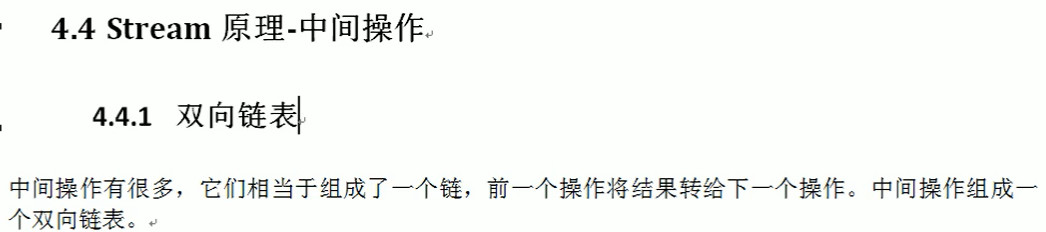 4.4 Stream 原理-中间操作
4.4.1 双向链表
中间操作有很多，它们相当于组成了一个链，前一个操作将结果转给下一个操作。中间操作组成一
个双向链表。